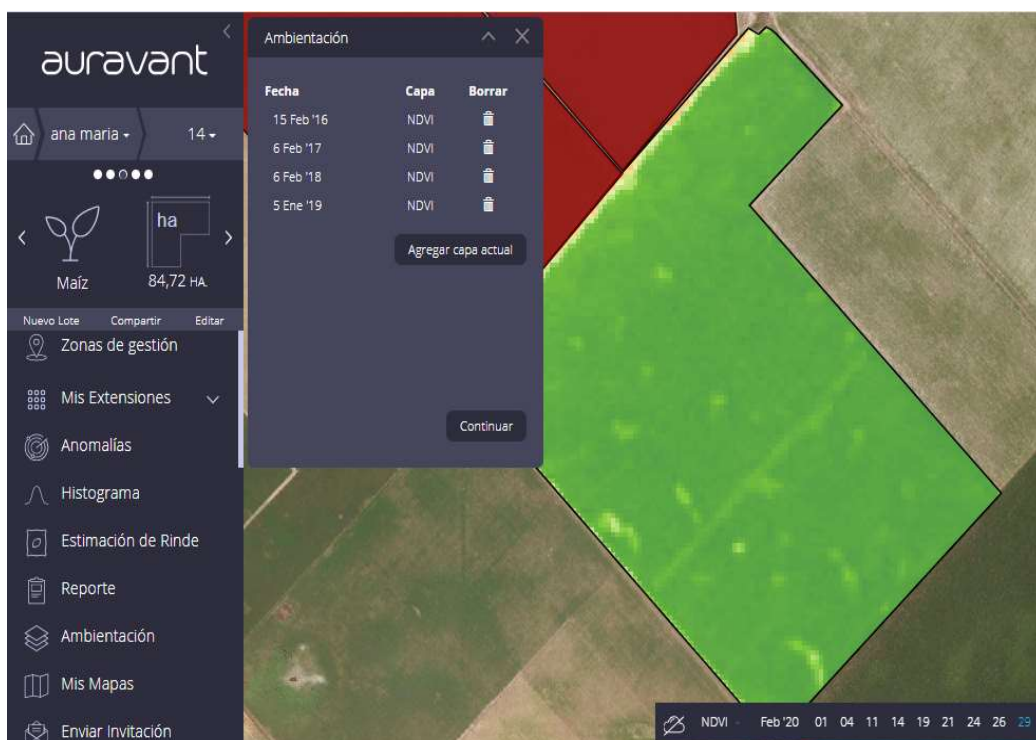 auravant
ana maria
14
ha
Maíz
84,72 HA.
Nuevo Lote Compartir Editar
Zonas de gestión
Mis Extensiones
Anomalías
Histograma
Estimación de Rinde
Reporte
Ambientación
Mis Mapas
Enviar Invitación
Ambientación
Fecha Capa Borrar
15 Feb '16 NDVI
6 Feb '17 NDVI
6 Feb '18 NDVI
5 Ene '19 NDVI
Agregar capa actual
Continuar
NDVI Feb '20 01 04 11 14 19 21 24 26 29